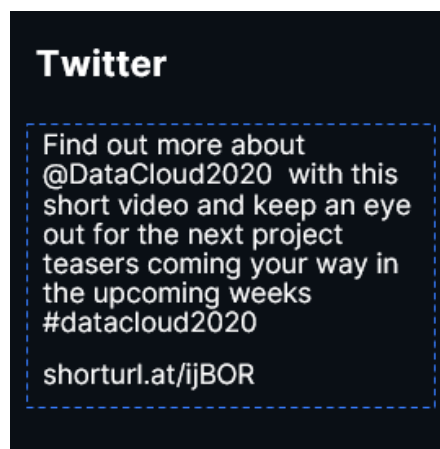 Twitter
Find out more about
@DataCloud2020  with this
short video and keep an eye
out for the next project
teasers coming your way in
the upcoming weeks
#datacloud2020
shorturl.at/ijBOR